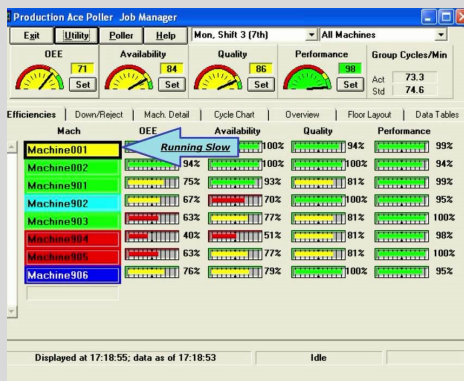 Production Ace Poller Job Manager
Exit Utility Poller Help Mon, Shift 3 (7th) All Machines
OEE Availability Quality Performance Group Cycles/Min
71 84 86 98
Set Set Set Set
Act 73.3
Std 74.6
Efficiencies Down/Reject Mach. Detail Cycle Chart Overview Floor Layout Data Tables
Mach OEE Availability Quality Performance
Machine001 Running Slow 100% 94% 99%
Machine002 94% 100% 94% 94%
Machine901 75% 93% 81% 99%
Machine902 67% 70% 100% 95%
Machine903 63% 77% 81% 100%
Machine904 40% 51% 81% 98%
Machine905 63% 77% 81% 100%
Machine906 76% 79% 100% 95%
Displayed at 17:18:55; data as of 17:18:53 Idle